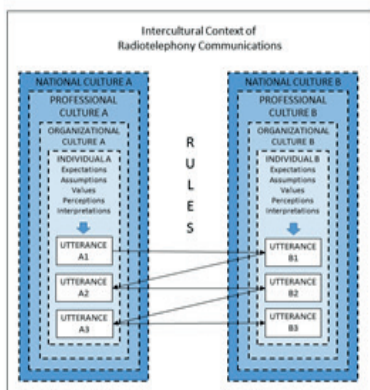 Intercultural Context of
Radiotelephony Communications
NATIONAL CULTURE A
PROFESSIONAL
CULTURE A
ORGANIZATIONAL
CULTURE A
INDIVIDUAL A
Expectations
Assumptions
Values
Perceptions
Interpretations
UTTERANCE
A1
UTTERANCE
A2
UTTERANCE
A3
R
U
L
E
S
NATIONAL CULTURE B
PROFESSIONAL
CULTURE B
ORGANIZATIONAL
CULTURE B
INDIVIDUAL B
Expectations
Assumptions
Values
Perceptions
Interpretations
UTTERANCE
B1
UTTERANCE
B2
UTTERANCE
B3